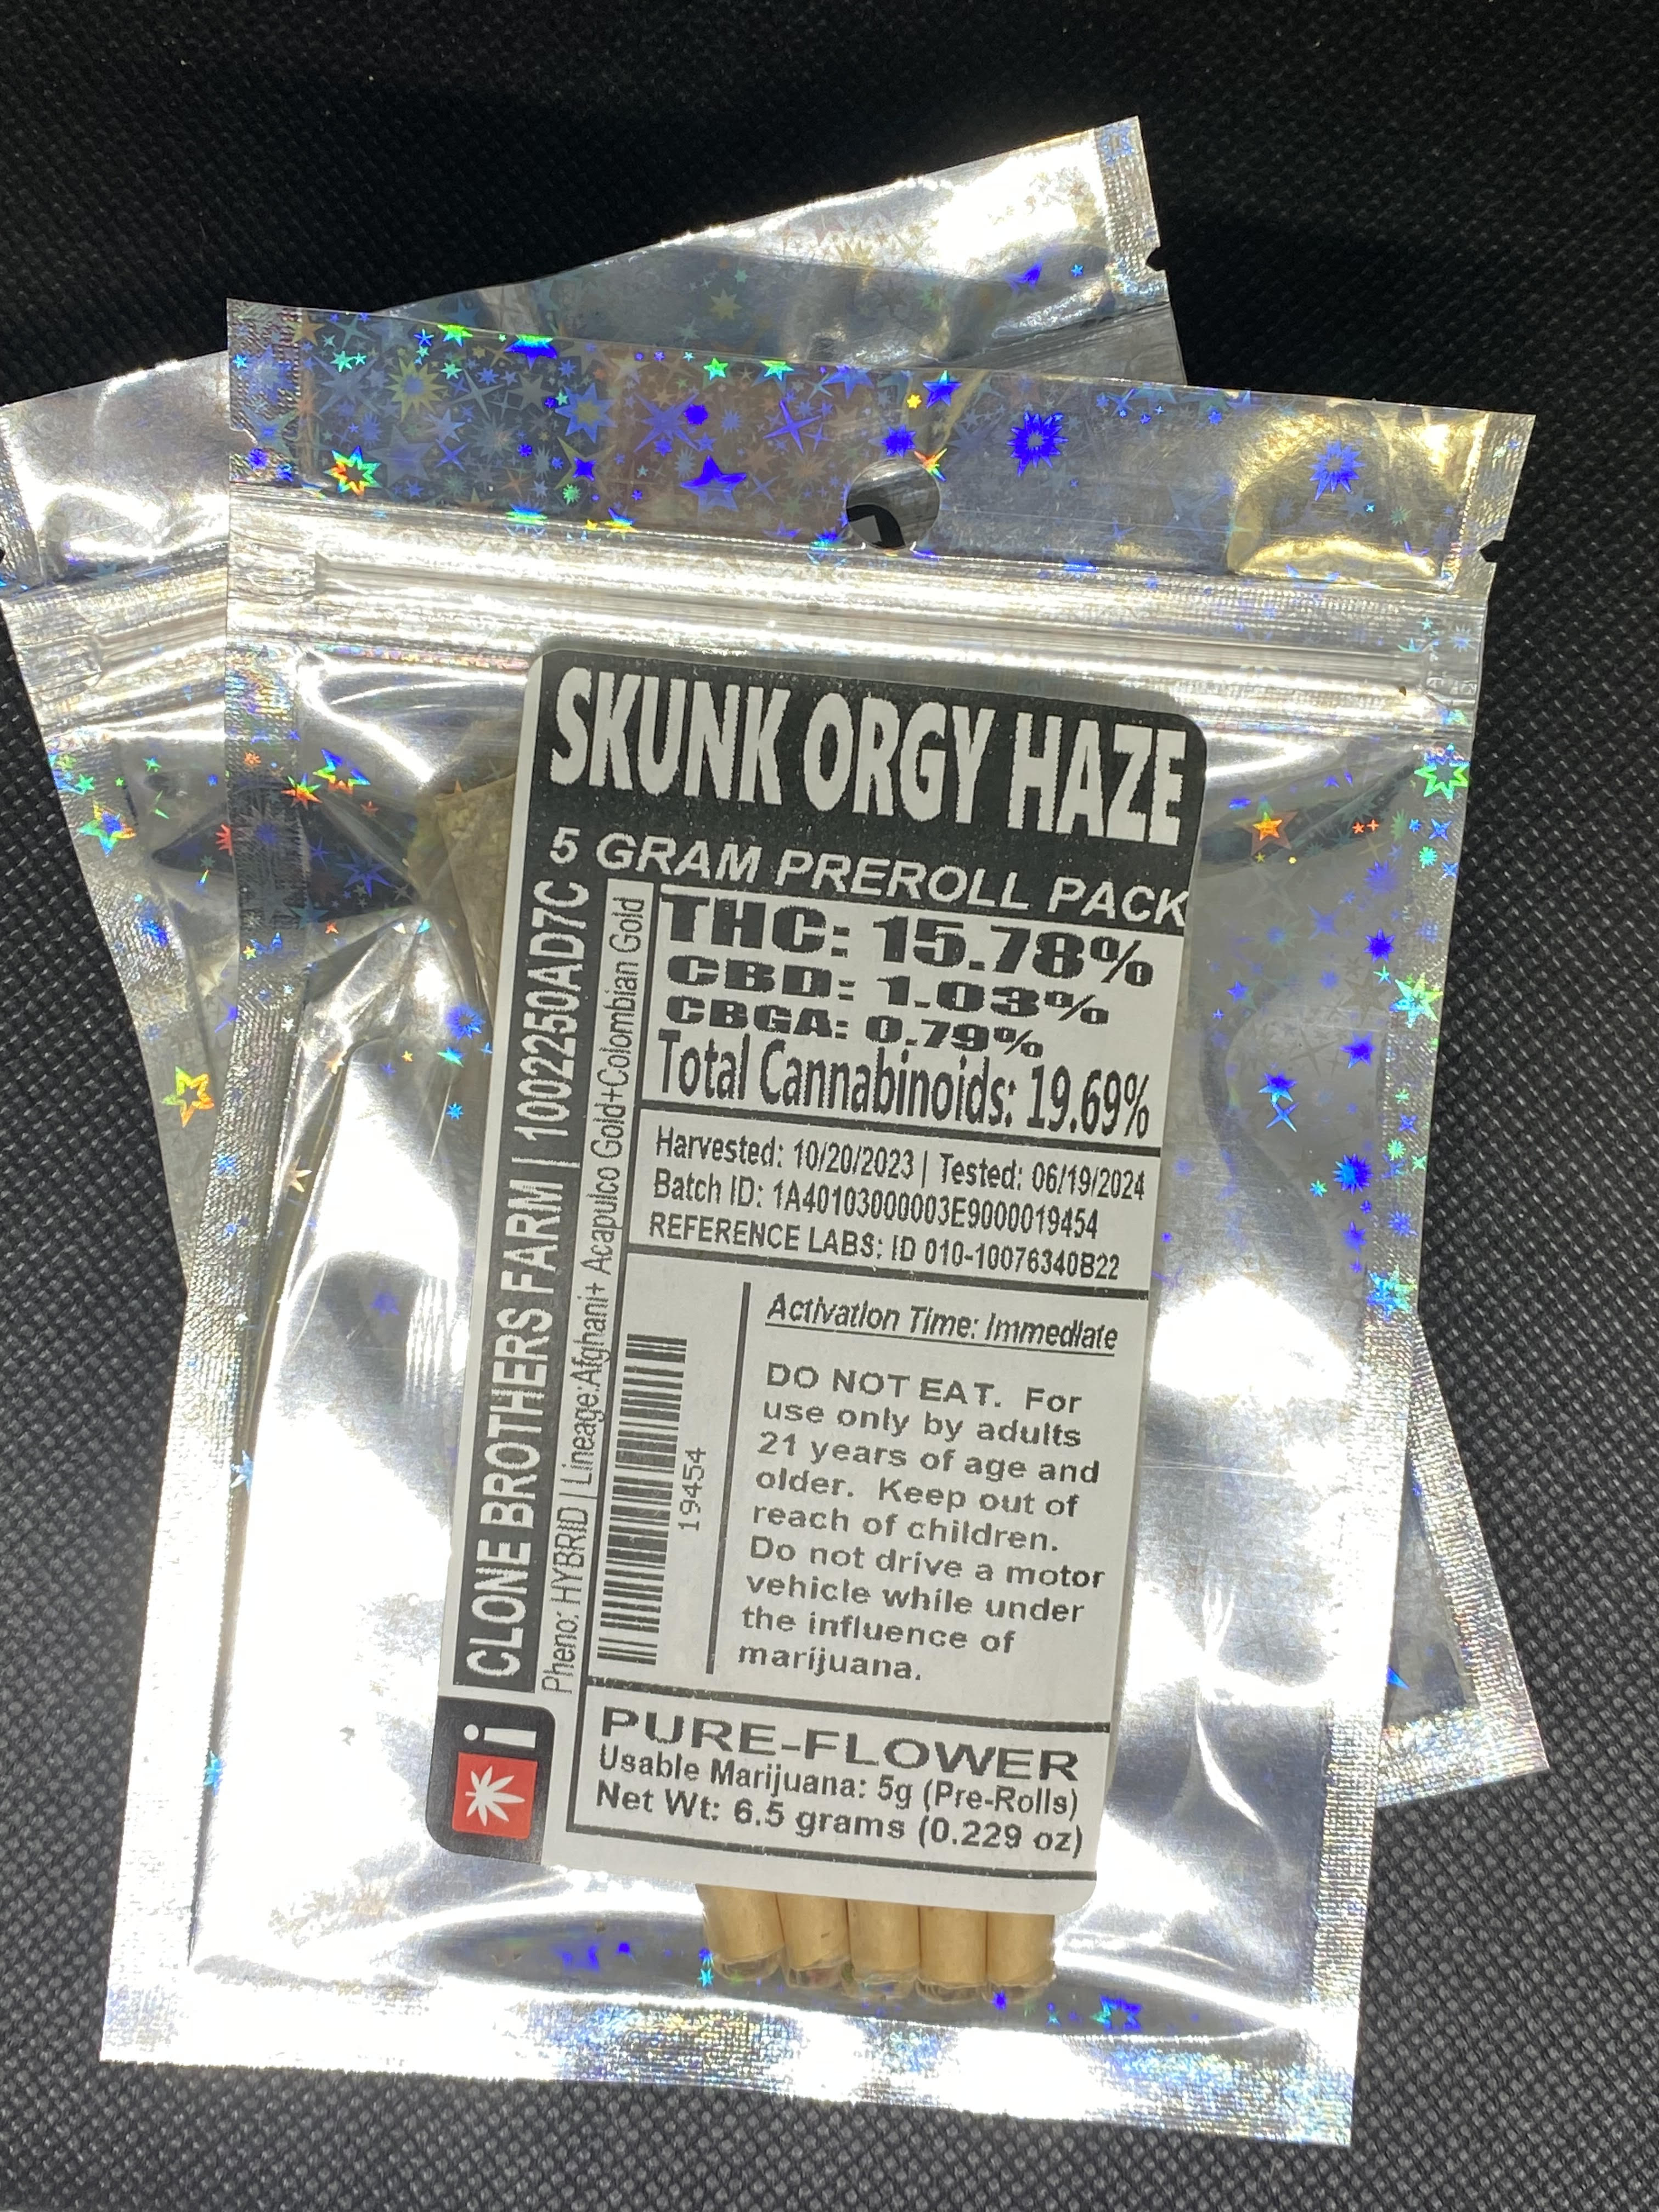 SKUNK ORGY HAZE
5 GRAM PREROLL PACK
CLONE BROTHERS FARM | 1002250AD7C
Pheno: HYBRID | Lineage:Afghani+ Acapulco Gold+Colombian Gold
THC: 15.78%
CBD: 1.03%
CBGA: 0.79%
Total Cannabinoids: 19.69%
Harvested: 10/20/2023 | Tested: 06/19/2024
Batch ID: 1A40103000003E9000019454
REFERENCE LABS: ID 010-10076340B22
19454
Activation Time: Immediate
DO NOT EAT. For
use only by adults
21 years of age and
older. Keep out of
reach of children.
Do not drive a motor
vehicle while under
the influence of
marijuana.
i
PURE-FLOWER
Usable Marijuana: 5g (Pre-Rolls)
Net Wt: 6.5 grams (0.229 oz)